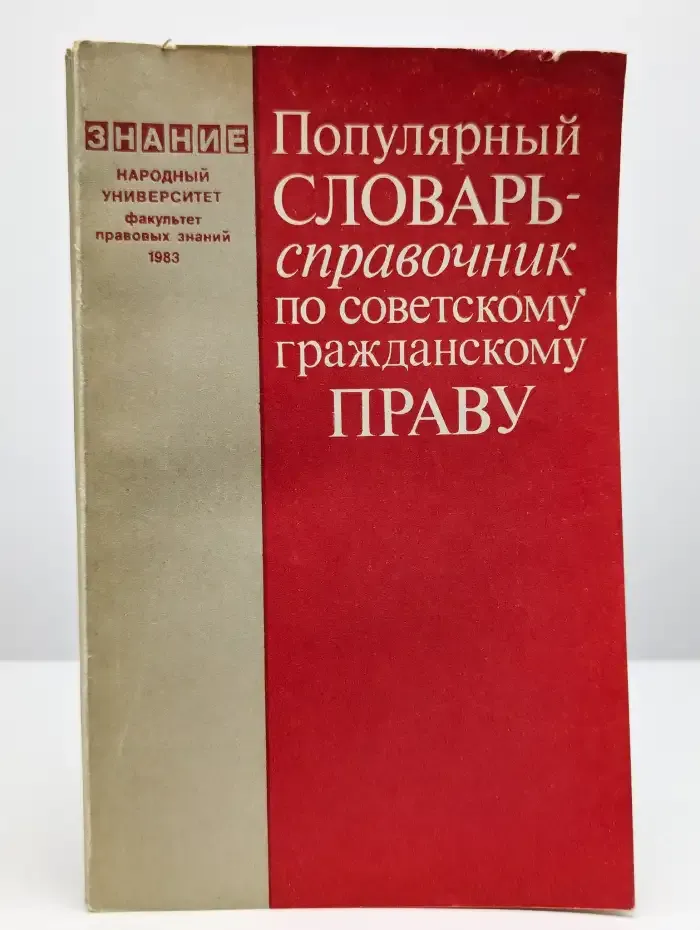 ЗНАНИЕ
НАРОДНЫЙ
УНИВЕРСИТЕТ
факультет
правовых знаний
1983
Популярный
СЛОВАРЬ-
справочник
по советскому
гражданскому
ПРАВУ